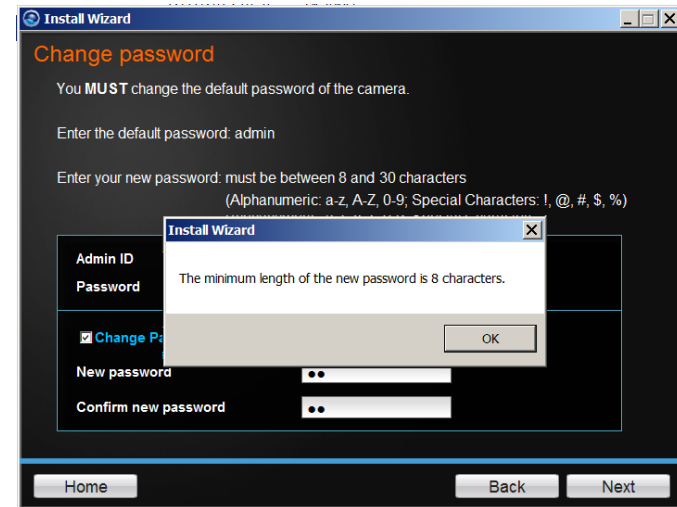 Install Wizard
Change password
You MUST change the default password of the camera.
Enter the default password: admin
Enter your new password: must be between 8 and 30 characters
(Alphanumeric: a-z, A-Z, 0-9; Special Characters: !, @, #, $, %)
Install Wizard
The minimum length of the new password is 8 characters.
OK
Admin ID
Password
Change Pa
New password
Confirm new password
Home
Back
Next